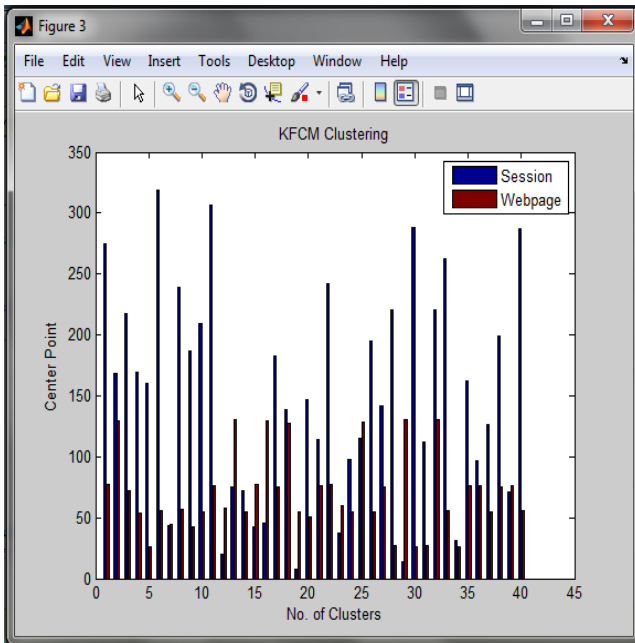 Figure 3
File Edit View Insert Tools Desktop Window Help
KFCM Clustering
350
300
250
200
150
100
50
0
Center Point
Session
Webpage
0 5 10 15 20 25 30 35 40 45
No. of Clusters